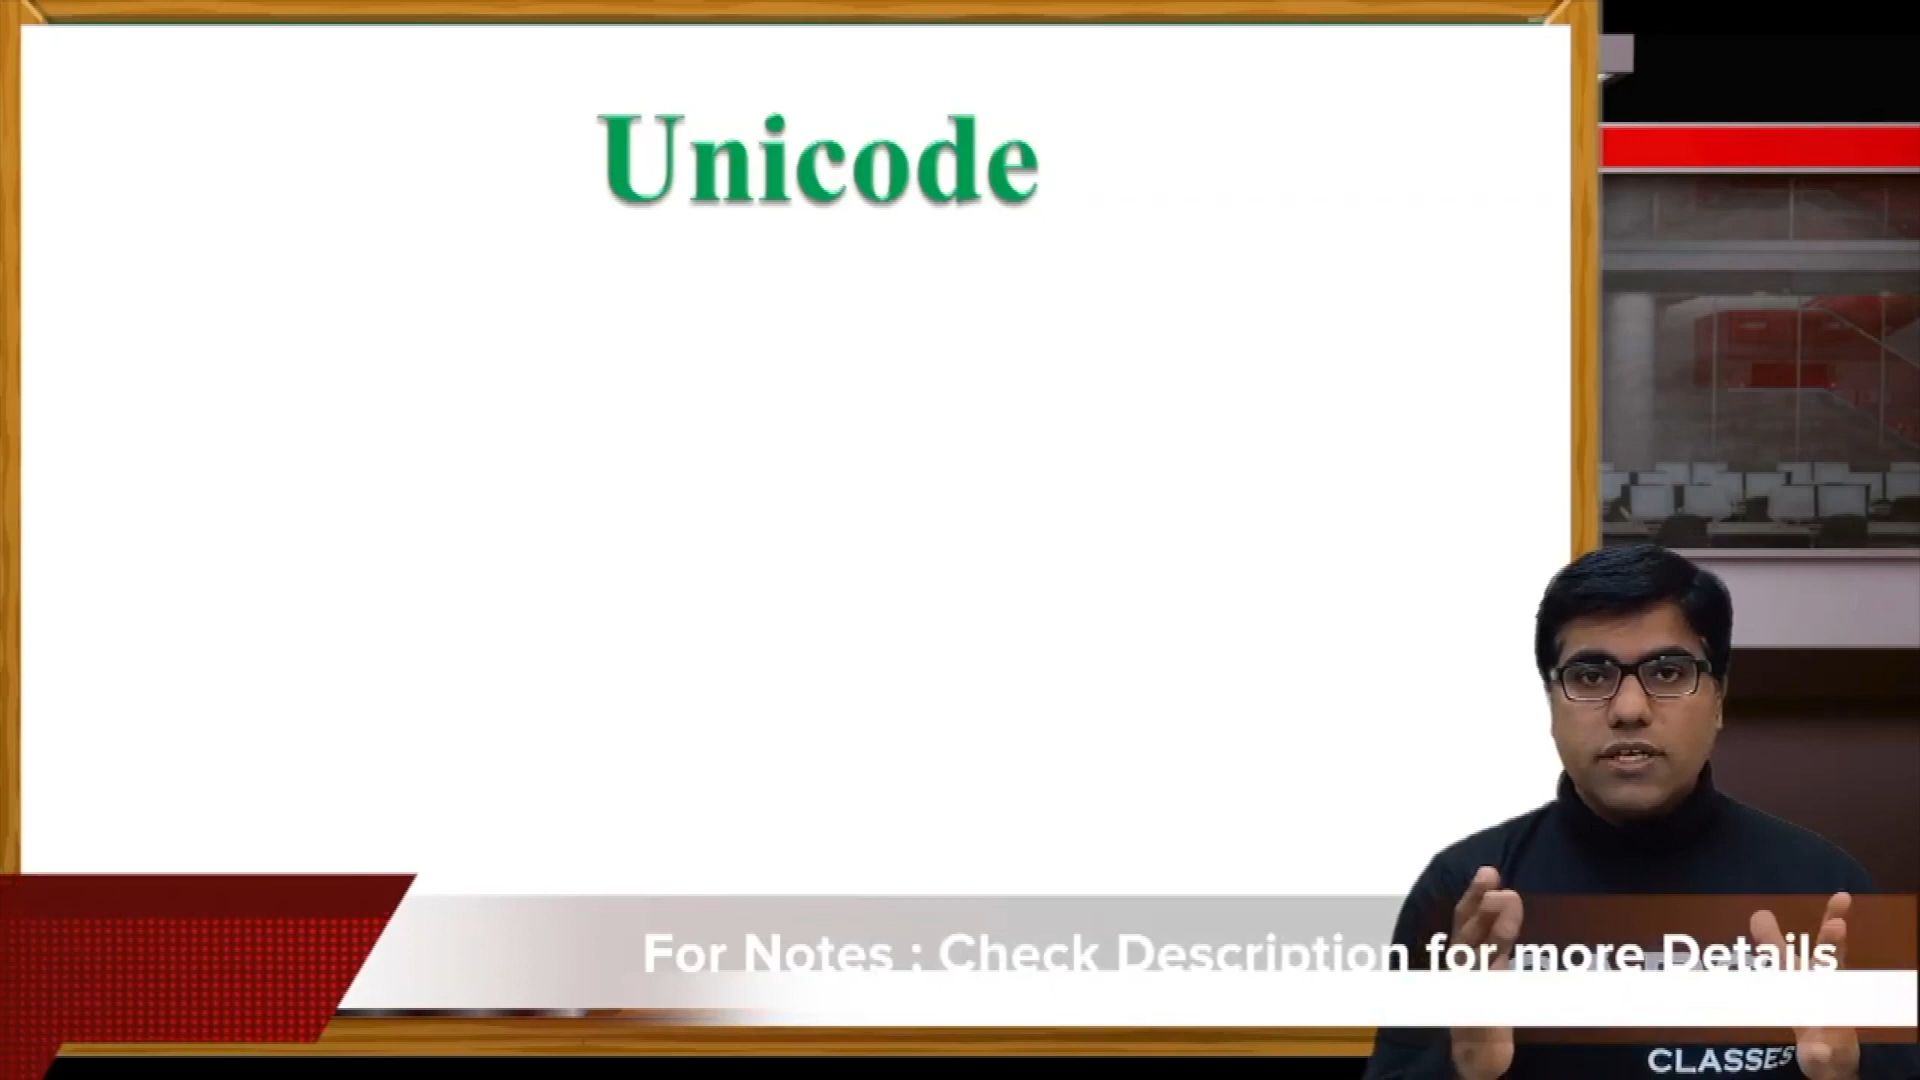 Unicode
For Notes : Check Description for more Details
CLASSES